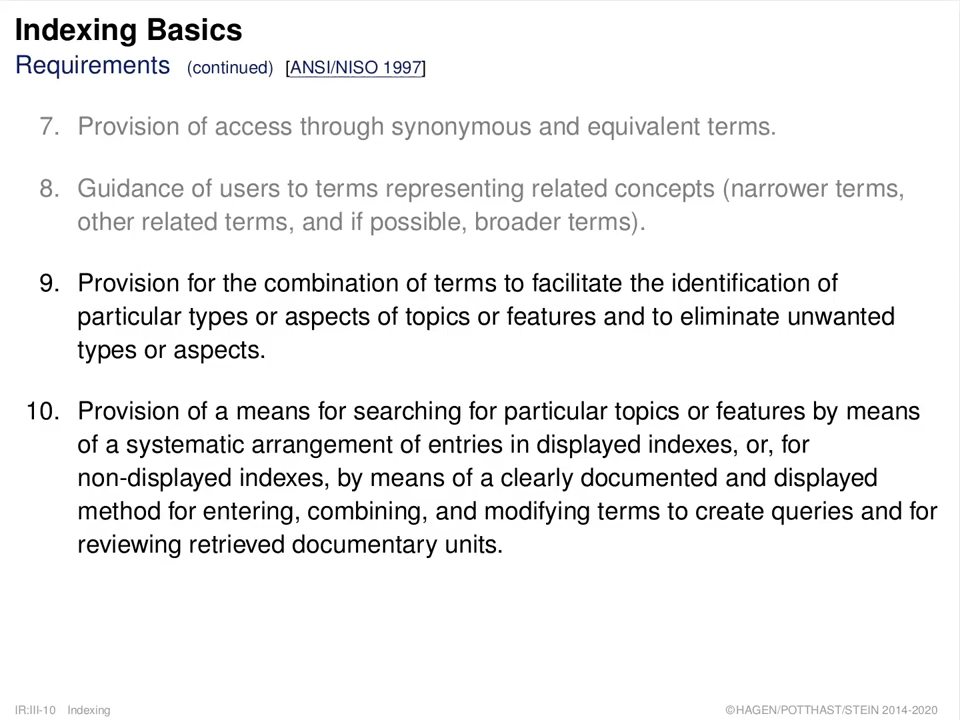 Indexing Basics
Requirements (continued) [ANSI/NISO 1997]
7. Provision of access through synonymous and equivalent terms.
8. Guidance of users to terms representing related concepts (narrower terms,
other related terms, and if possible, broader terms).
9. Provision for the combination of terms to facilitate the identification of
particular types or aspects of topics or features and to eliminate unwanted
types or aspects.
10. Provision of a means for searching for particular topics or features by means
of a systematic arrangement of entries in displayed indexes, or, for
non-displayed indexes, by means of a clearly documented and displayed
method for entering, combining, and modifying terms to create queries and for
reviewing retrieved documentary units.
IR:III-10 Indexing ©HAGEN/POTTHAST/STEIN 2014-2020